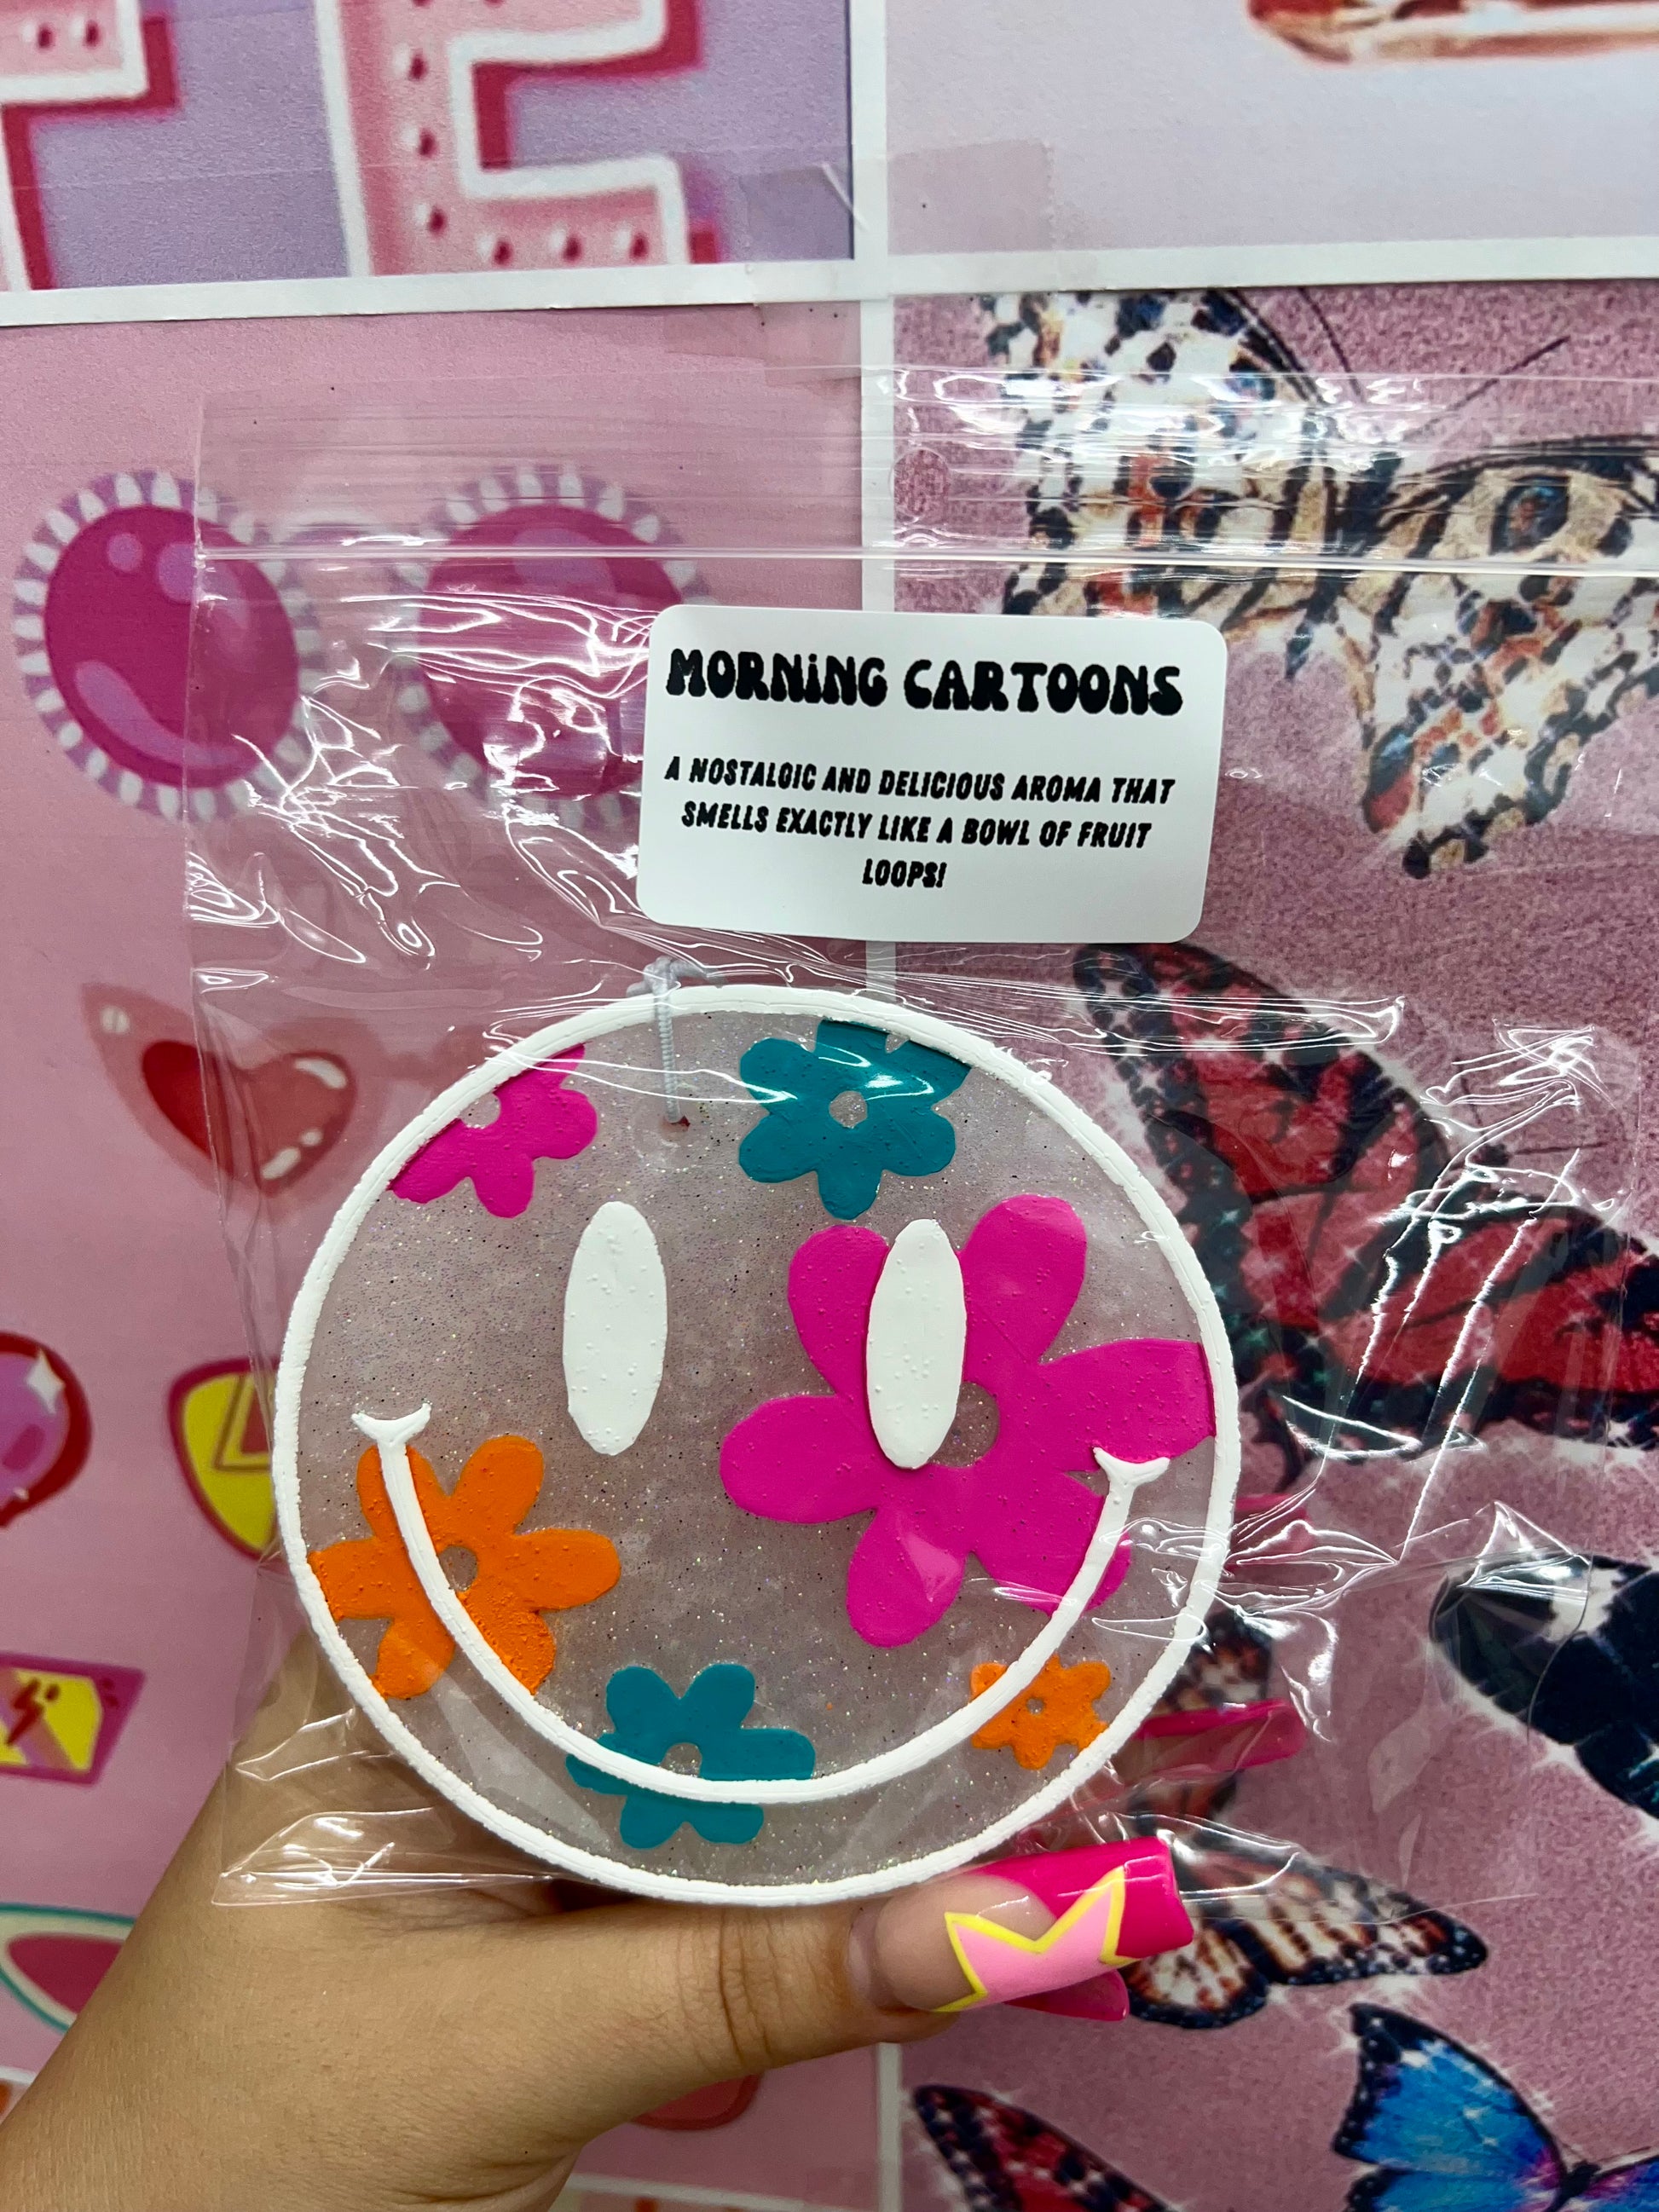 MORNiNG CARTOONS
A NOSTALGIC AND DELICIOUS AROMA THAT
SMELLS EXACTLY LIKE A BOWL OF FRUIT
LOOPS!